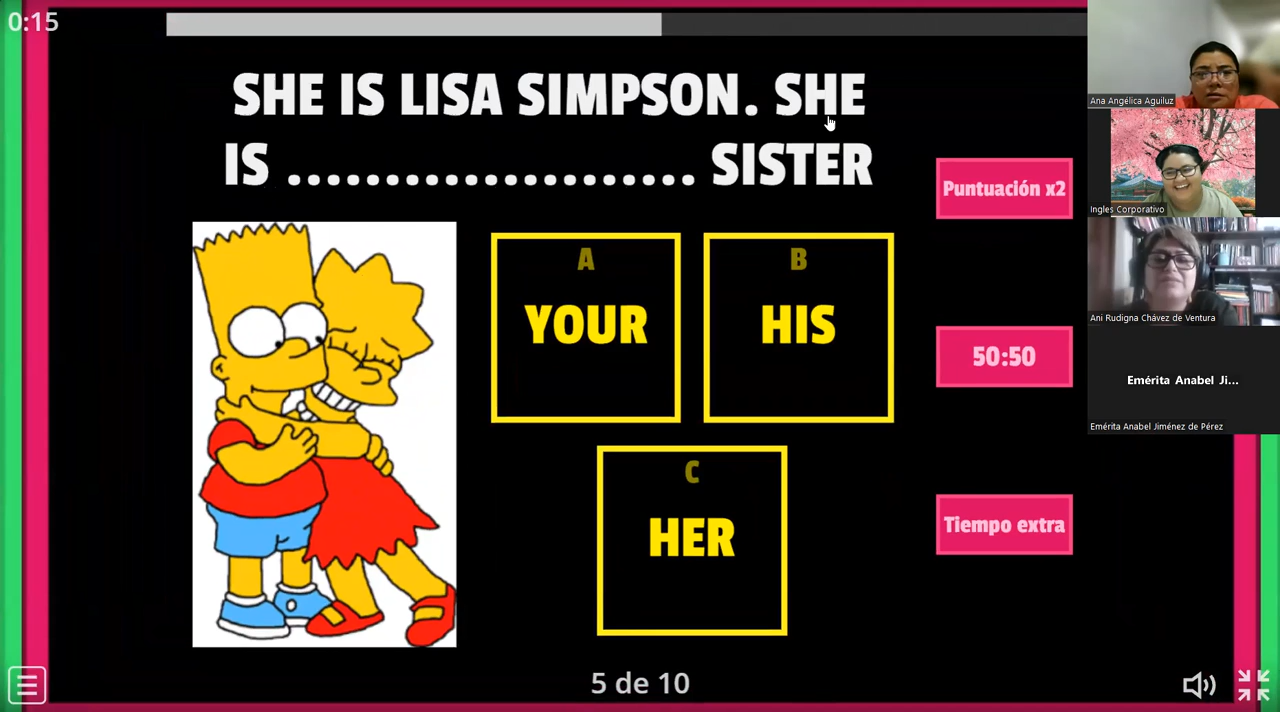 0:15
SHE IS LISA SIMPSON. SHE
IS ..................... SISTER
A
YOUR
B
HIS
C
HER
Puntuación x2
50:50
Tiempo extra
5 de 10
Ana Angélica Aguiluz
Ingles Corporativo
Ani Rudigna Chávez de Ventura
Emérita Anabel Ji...
Emérita Anabel Jiménez de Pérez